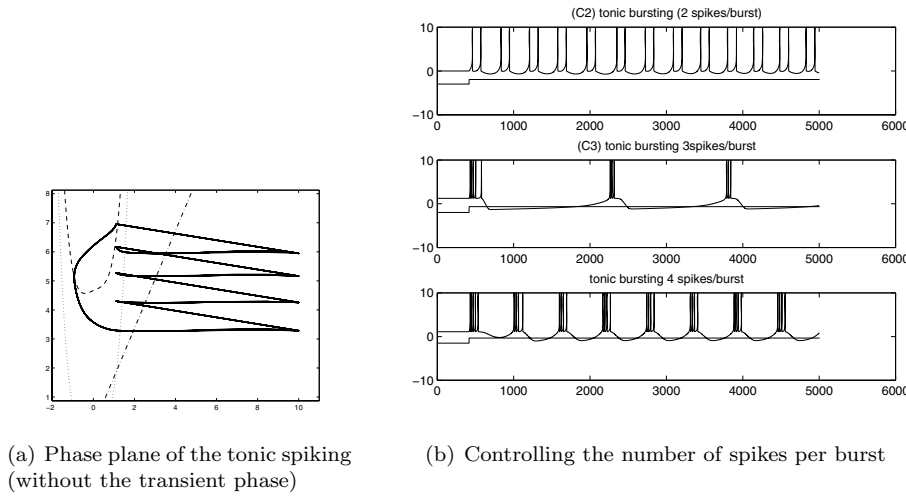 (C2) tonic bursting (2 spikes/burst)
10
0
−10
0 1000 2000 3000 4000 5000 6000
(C3) tonic bursting 3spikes/burst
10
0
−10
0 1000 2000 3000 4000 5000 6000
tonic bursting 4 spikes/burst
10
0
−10
0 1000 2000 3000 4000 5000 6000
8
7
6
5
4
3
2
1
−2 0 2 4 6 8 10
(a) Phase plane of the tonic spiking
(without the transient phase)
(b) Controlling the number of spikes per burst